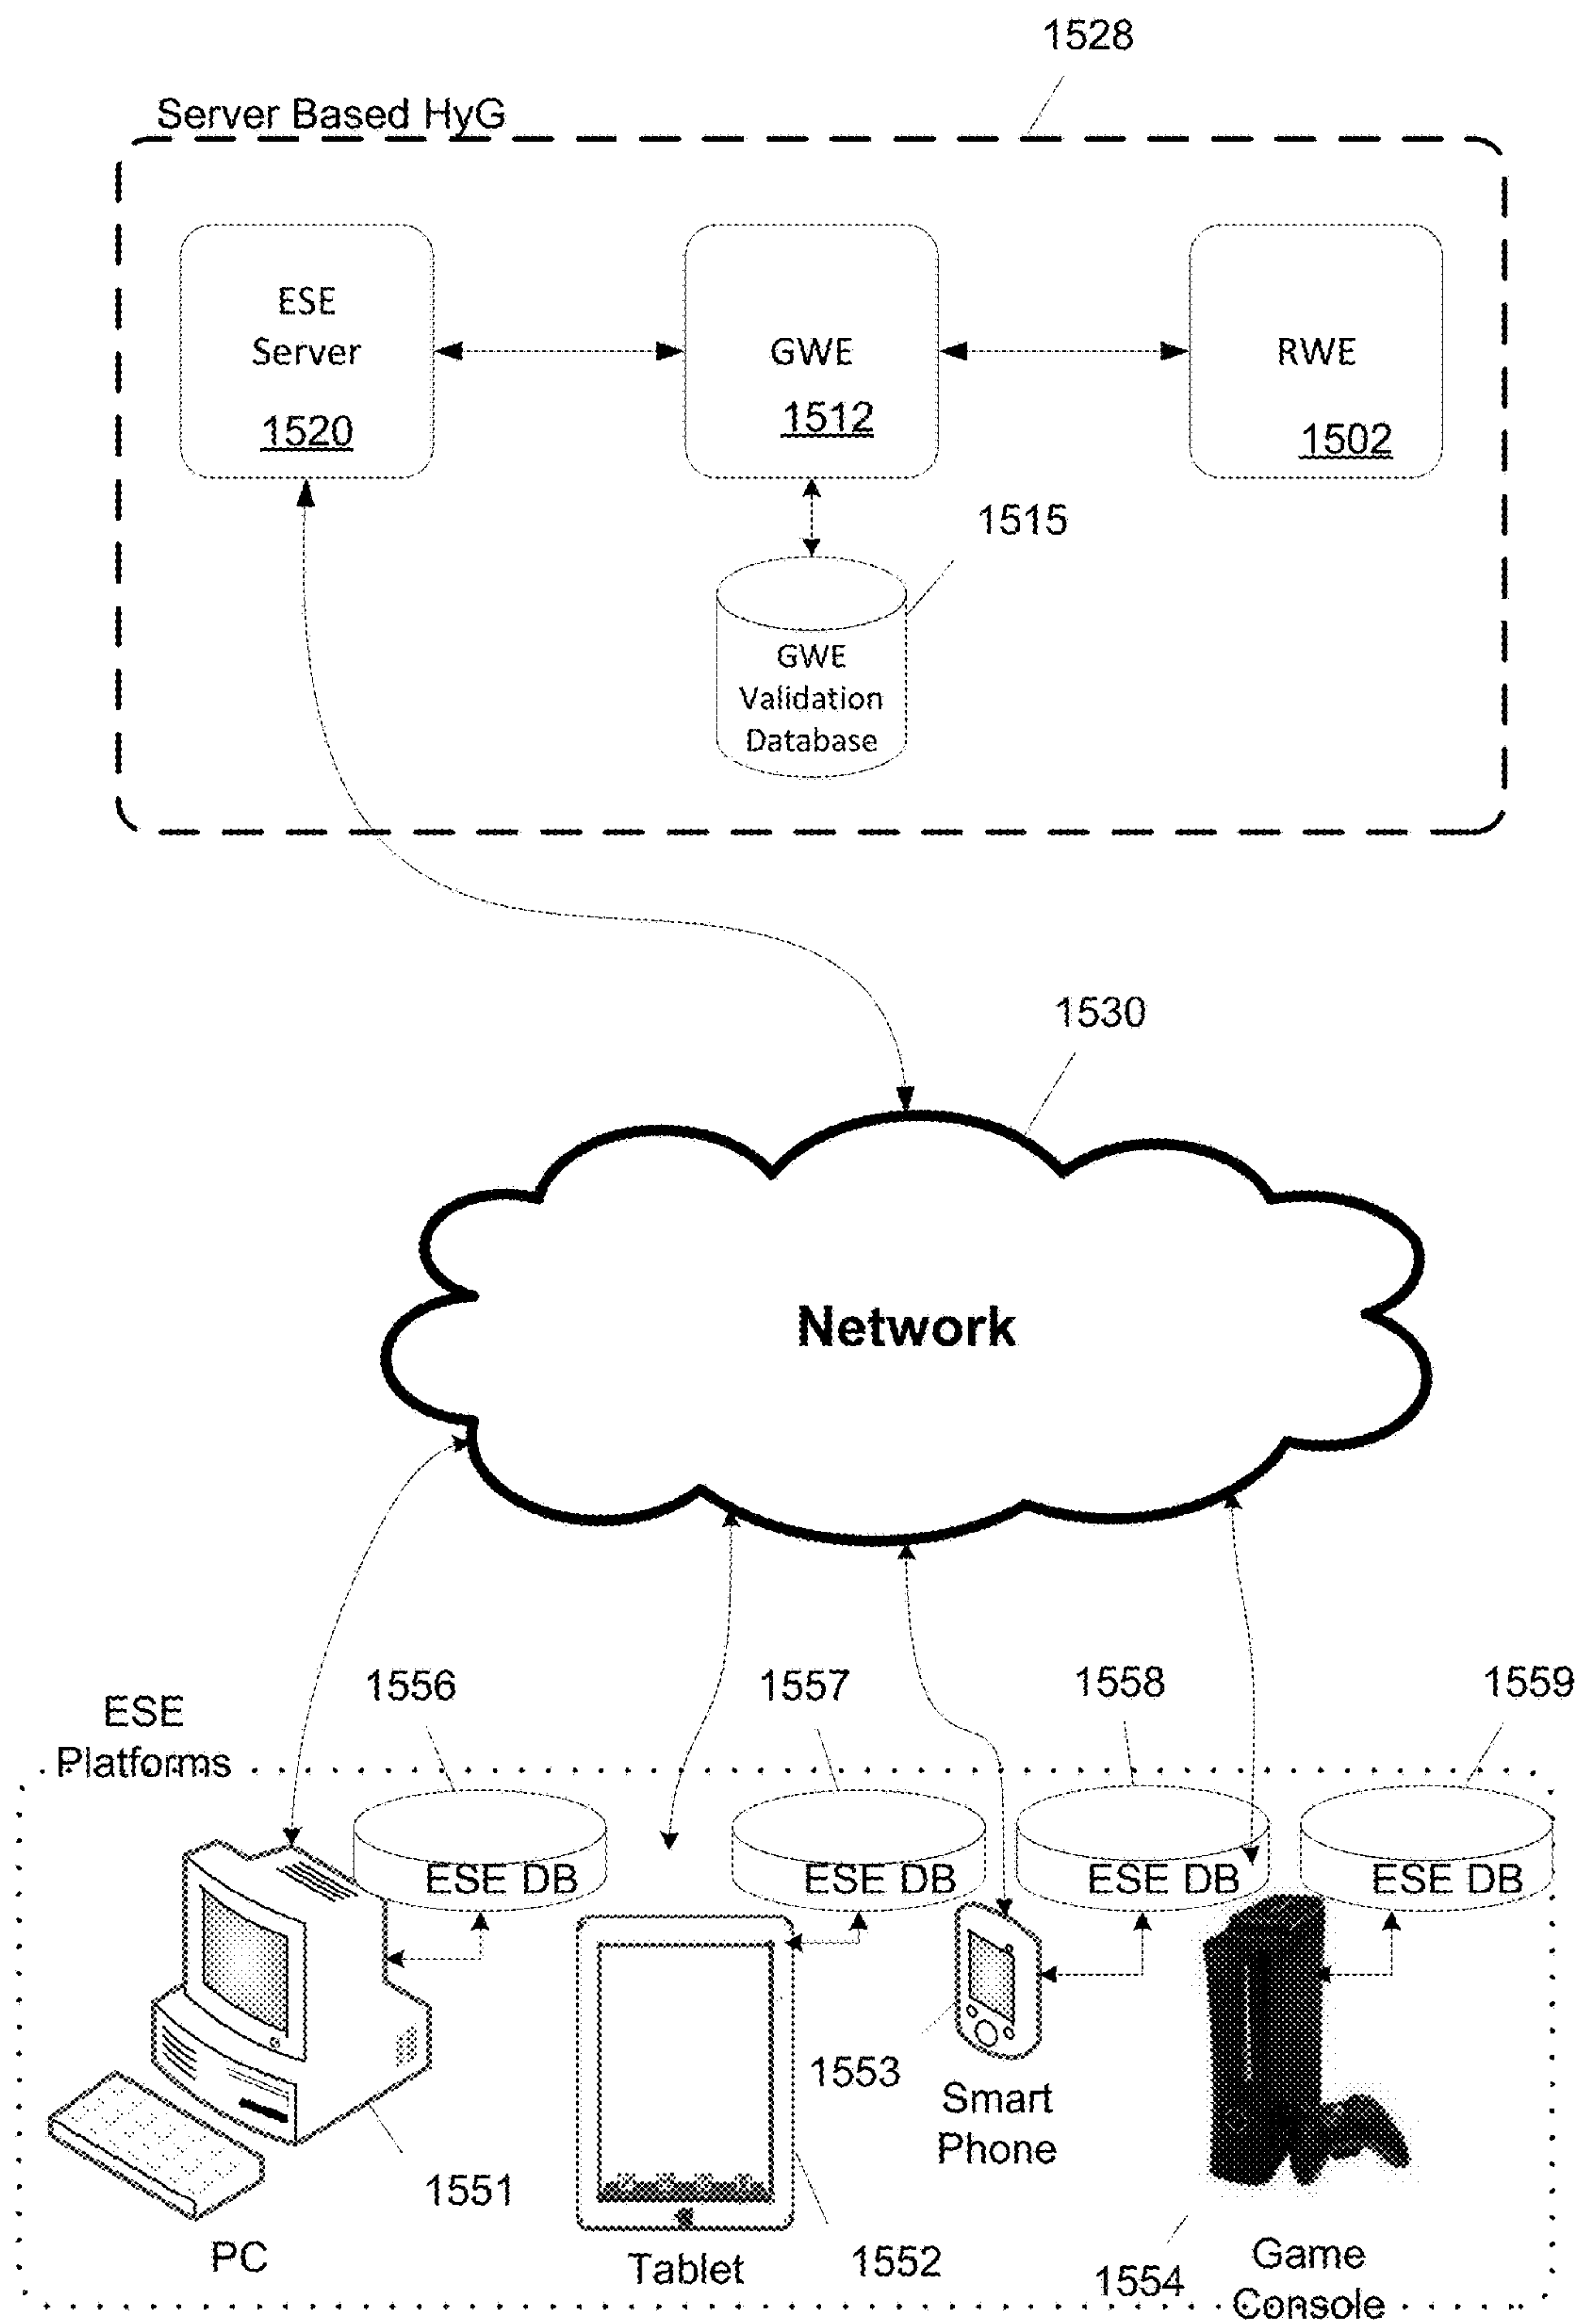 1528
Server Based HyG
ESE
Server
1520
GWE
1512
RWE
1502
1515
GWE
Validation
Database
1530
Network
1556
1557
1558
1559
ESE
Platforms
ESE DB
ESE DB
ESE DB
ESE DB
1551
PC
Tablet
1552
1553
Smart
Phone
1554
Game
Console